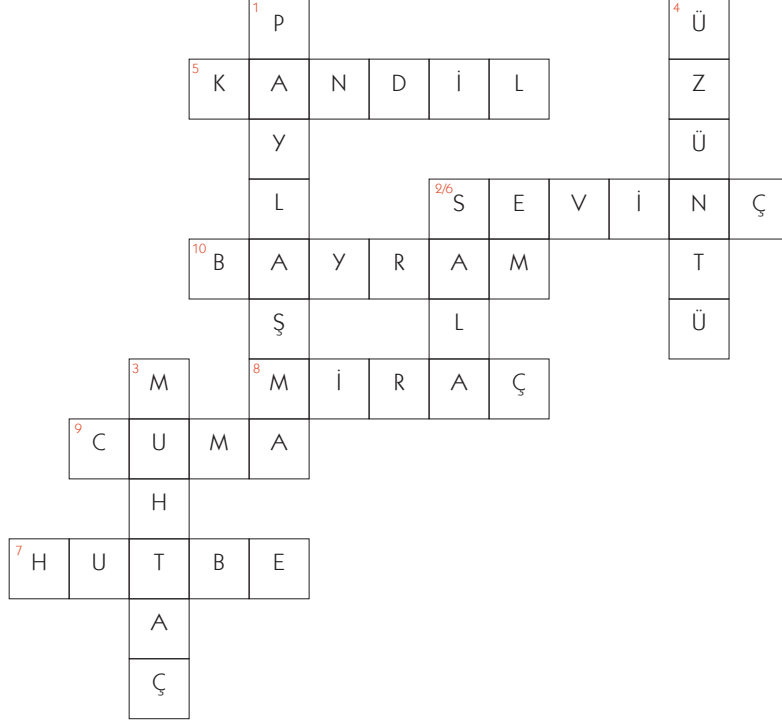 1 P 4 Ü
5 K A N D İ L Z
Y Ü
L 2/6 S E V İ N Ç
10 B A Y R A M T
Ş L Ü
3 M 8 M İ R A Ç
9 C U M A
H
7 H U T B E
A
Ç